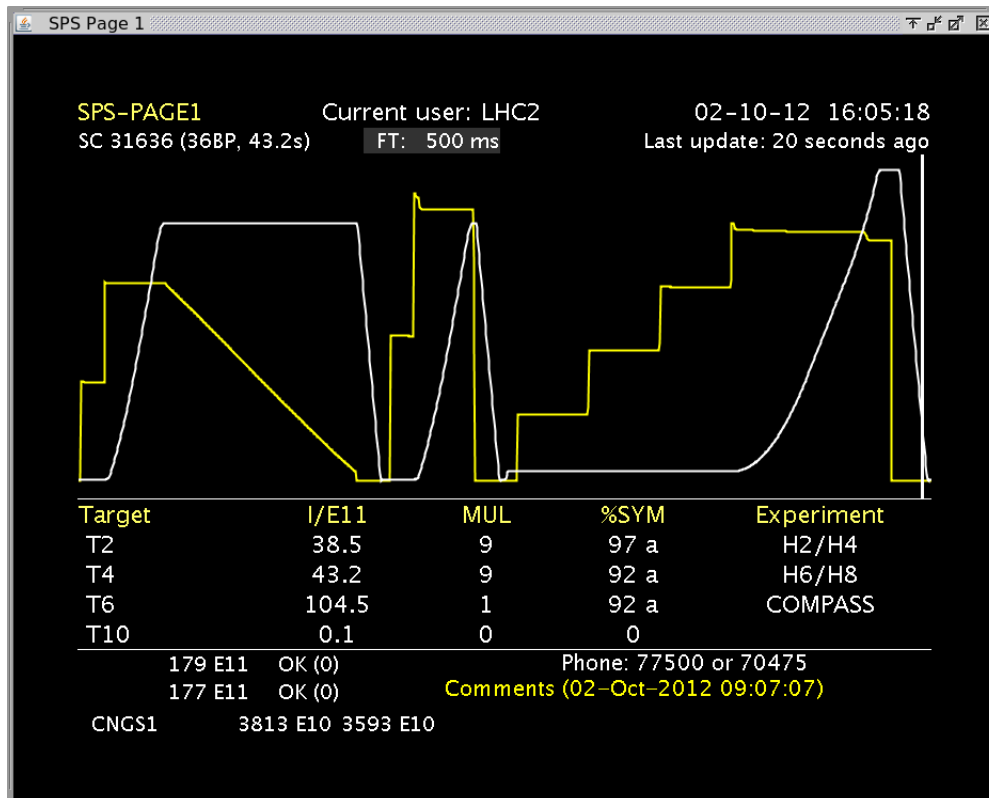 SPS Page 1
SPS-PAGE1 Current user: LHC2 02-10-12 16:05:18
SC 31636 (36BP, 43.2s) FT: 500 ms Last update: 20 seconds ago
Target I/E11 MUL %SYM Experiment
T2 38.5 9 97 a H2/H4
T4 43.2 9 92 a H6/H8
T6 104.5 1 92 a COMPASS
T10 0.1 0 0
179 E11 OK (0) Phone: 77500 or 70475
177 E11 OK (0) Comments (02-Oct-2012 09:07:07)
CNGS1 3813 E10 3593 E10